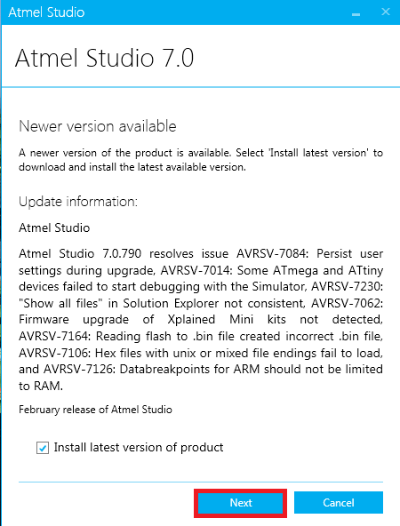 Atmel Studio
Atmel Studio 7.0
Newer version available
A newer version of the product is available. Select 'Install latest version' to
download and install the latest available version.
Update information:
Atmel Studio
Atmel Studio 7.0.790 resolves issue AVRSV-7084: Persist user
settings during upgrade, AVRSV-7014: Some ATmega and ATtiny
devices failed to start debugging with the Simulator, AVRSV-7230:
"Show all files" in Solution Explorer not consistent, AVRSV-7062:
Firmware upgrade of Xplained Mini kits not detected,
AVRSV-7164: Reading flash to .bin file created incorrect .bin file,
AVRSV-7106: Hex files with unix or mixed file endings fail to load,
and AVRSV-7126: Databreakpoints for ARM should not be limited
to RAM.
February release of Atmel Studio
Install latest version of product
Next Cancel